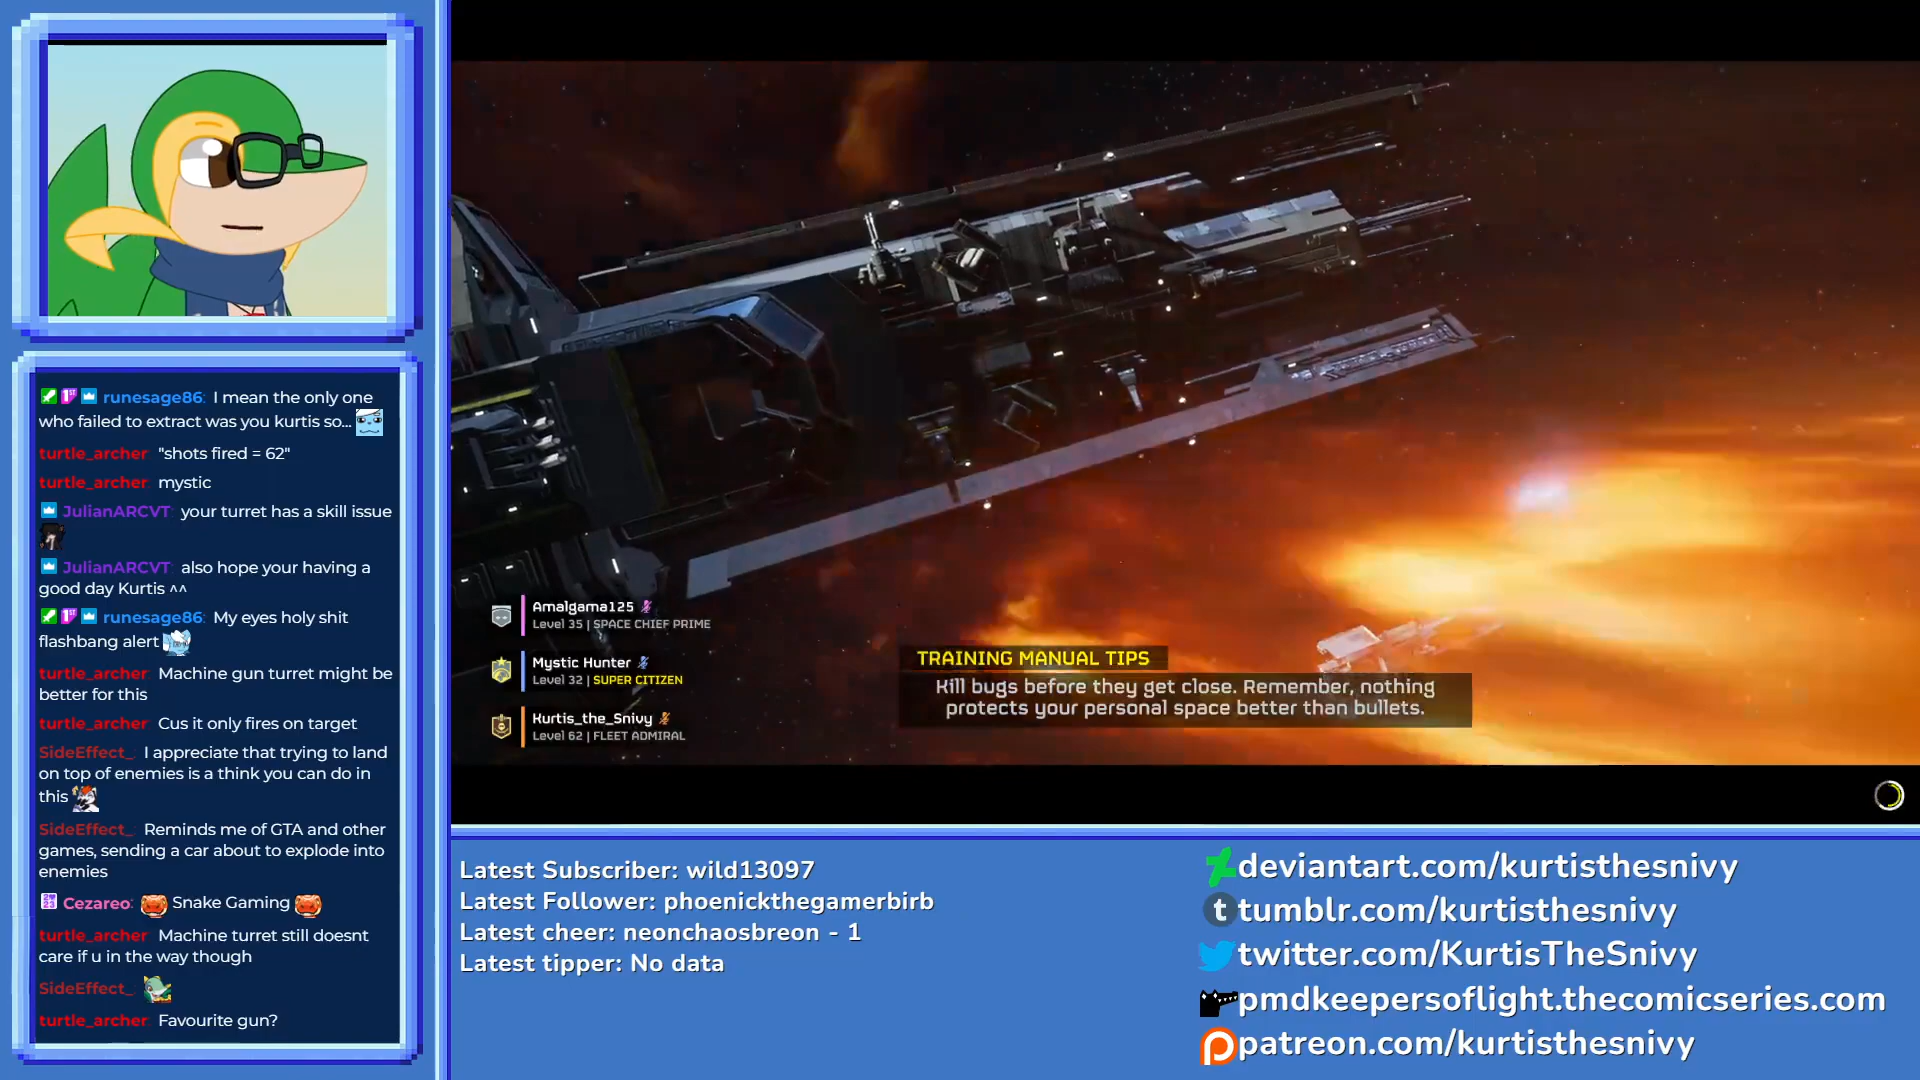 runesage86: I mean the only one
who failed to extract was you kurtis so...
turtle_archer: "shots fired = 62"
turtle_archer: mystic
JulianARCVT: your turret has a skill issue
JulianARCVT: also hope your having a
good day Kurtis ^^
runesage86: My eyes holy shit
flashbang alert
turtle_archer: Machine gun turret might be
better for this
turtle_archer: Cus it only fires on target
SideEffect_: I appreciate that trying to land
on top of enemies is a think you can do in
this
SideEffect_: Reminds me of GTA and other
games, sending a car about to explode into
enemies
Cezareo: Snake Gaming
turtle_archer: Machine turret still doesnt
care if u in the way though
SideEffect_:
turtle_archer: Favourite gun?
Amalgama125
Level 35 | SPACE CHIEF PRIME
Mystic Hunter
Level 32 | SUPER CITIZEN
Kurtis_the_Snivy
Level 62 | FLEET ADMIRAL
TRAINING MANUAL TIPS
Kill bugs before they get close. Remember, nothing
protects your personal space better than bullets.
Latest Subscriber: wild13097
Latest Follower: phoenickthegamerbirb
Latest cheer: neonchaosbreon - 1
Latest tipper: No data
deviantart.com/kurtisthesnivy
tumblr.com/kurtisthesnivy
twitter.com/KurtisTheSnivy
pmdkeepersoflight.thecomicseries.com
patreon.com/kurtisthesnivy